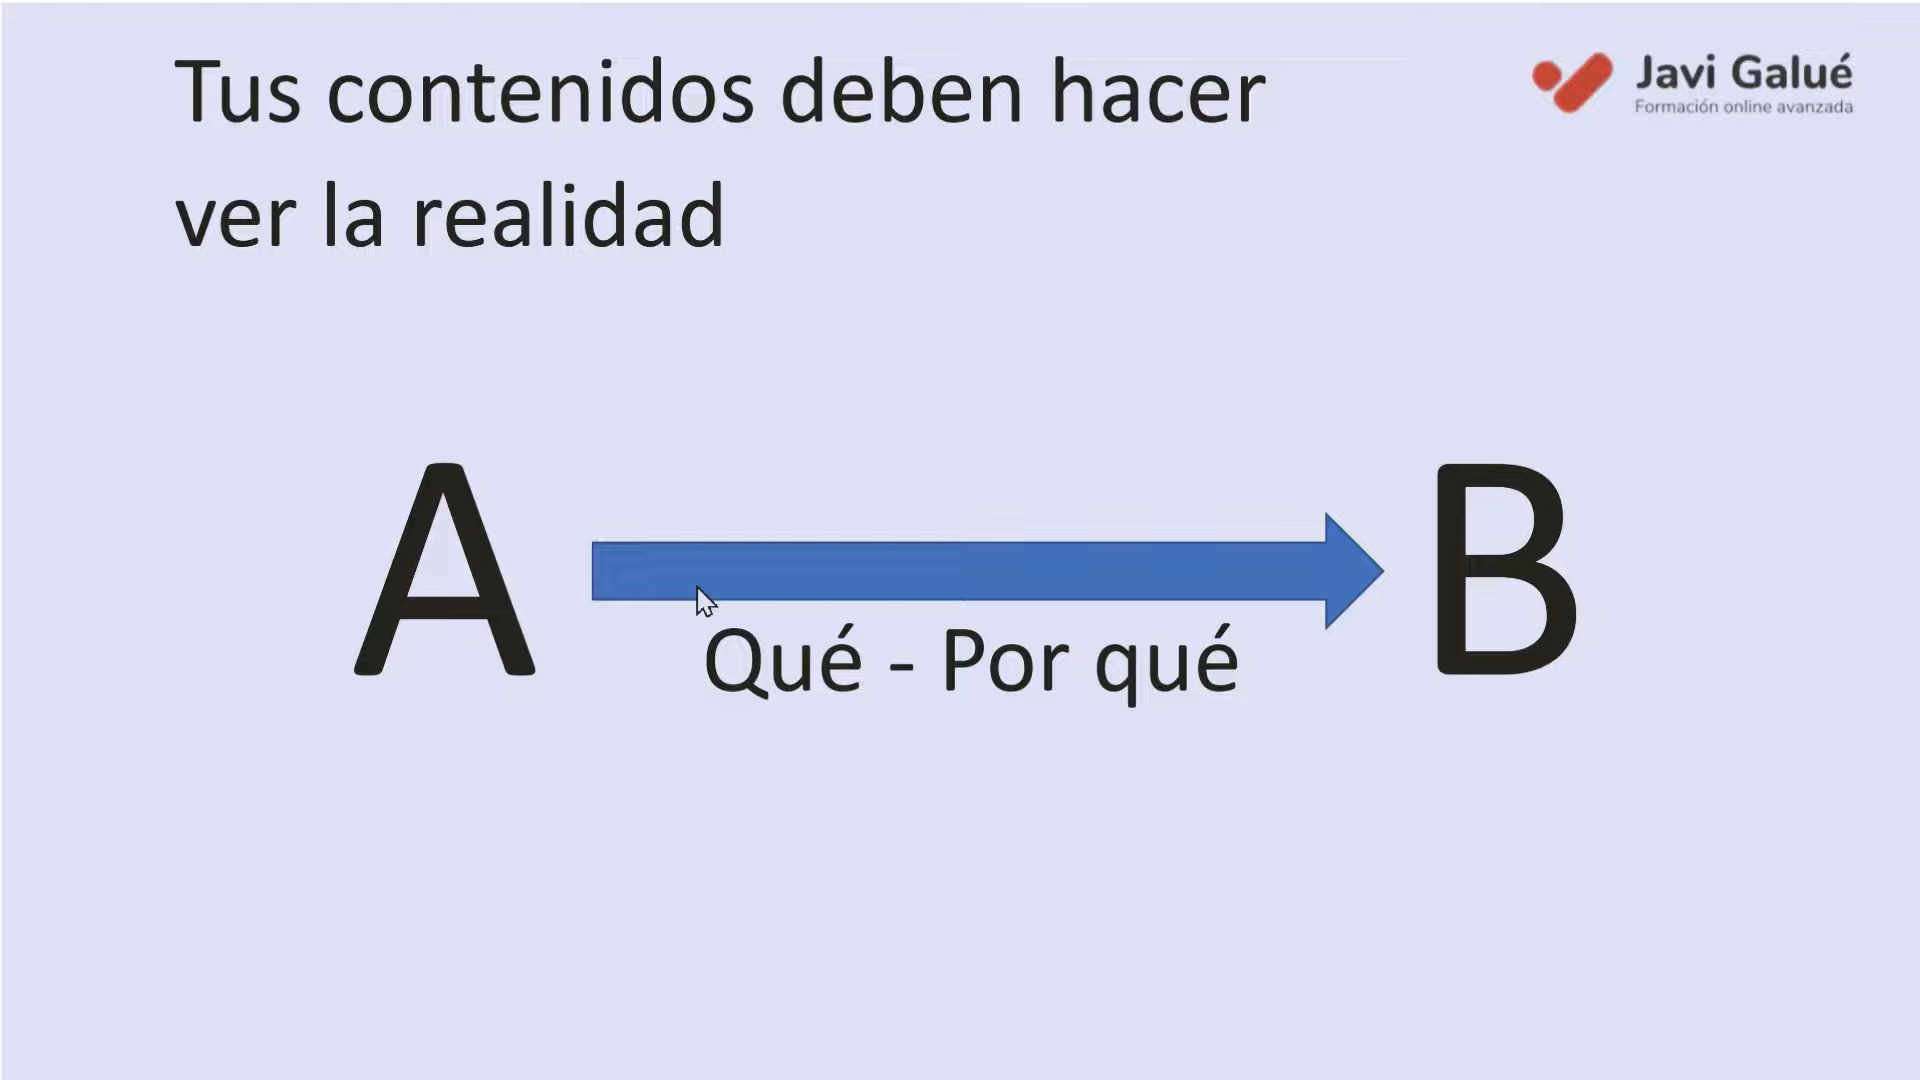 Tus contenidos deben hacer
ver la realidad
Javi Galué
Formación online avanzada
A
B
Qué - Por qué